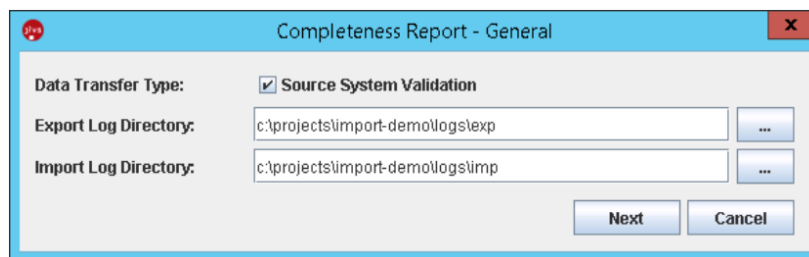 jivs
Completeness Report - General
x
Data Transfer Type: Source System Validation
Export Log Directory: c:\projects\import-demo\logs\exp ...
Import Log Directory: c:\projects\import-demo\logs\imp ...
Next Cancel